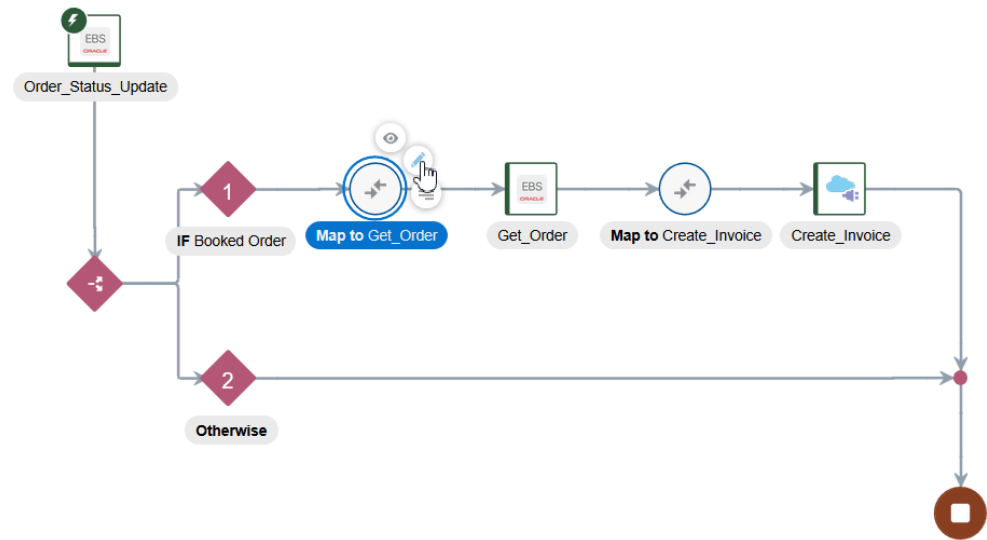 EBS
ORACLE
Order_Status_Update
1
IF Booked Order
Map to Get_Order
EBS
ORACLE
Get_Order
Map to Create_Invoice
Create_Invoice
2
Otherwise